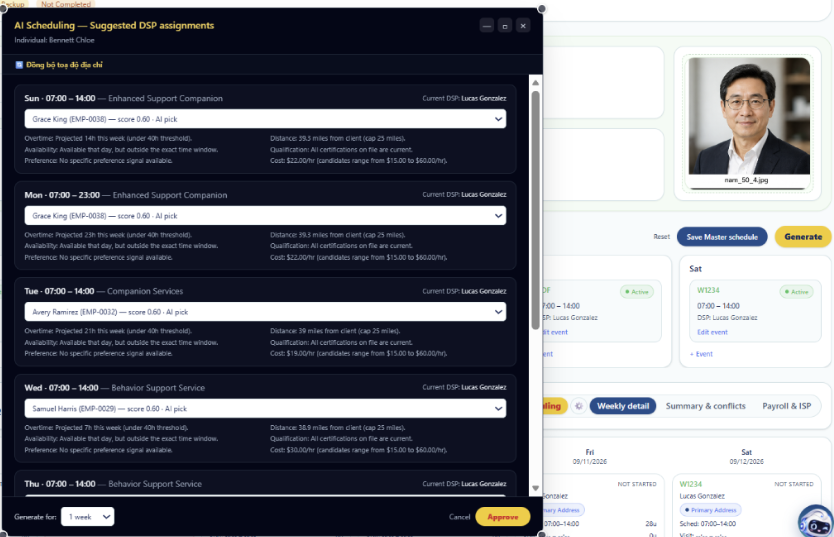 Backup Not Completed
AI Scheduling — Suggested DSP assignments
Individual: Bennett Chloe
Đồng bộ toạ độ địa chỉ
Sun · 07:00 – 14:00 — Enhanced Support Companion
Current DSP: Lucas Gonzalez
Grace King (EMP-0038) — score 0.60 · AI pick
Overtime: Projected 14h this week (under 40h threshold).
Distance: 39.3 miles from client (cap 25 miles).
Availability: Available that day, but outside the exact time window.
Qualification: All certifications on file are current.
Preference: No specific preference signal available.
Cost: $22.00/hr (candidates range from $15.00 to $60.00/hr).
Mon · 07:00 – 23:00 — Enhanced Support Companion
Current DSP: Lucas Gonzalez
Grace King (EMP-0038) — score 0.60 · AI pick
Overtime: Projected 23h this week (under 40h threshold).
Distance: 39.3 miles from client (cap 25 miles).
Availability: Available that day, but outside the exact time window.
Qualification: All certifications on file are current.
Preference: No specific preference signal available.
Cost: $22.00/hr (candidates range from $15.00 to $60.00/hr).
Tue · 07:00 – 14:00 — Companion Services
Current DSP: Lucas Gonzalez
Avery Ramirez (EMP-0032) — score 0.60 · AI pick
Overtime: Projected 21h this week (under 40h threshold).
Distance: 39 miles from client (cap 25 miles).
Availability: Available that day, but outside the exact time window.
Qualification: All certifications on file are current.
Preference: No specific preference signal available.
Cost: $19.00/hr (candidates range from $15.00 to $60.00/hr).
Wed · 07:00 – 14:00 — Behavior Support Service
Current DSP: Lucas Gonzalez
Samuel Harris (EMP-0029) — score 0.60 · AI pick
Overtime: Projected 7h this week (under 40h threshold).
Distance: 38.9 miles from client (cap 25 miles).
Availability: Available that day, but outside the exact time window.
Qualification: All certifications on file are current.
Preference: No specific preference signal available.
Cost: $30.00/hr (candidates range from $15.00 to $60.00/hr).
Thu · 07:00 – 14:00 — Behavior Support Service
Current DSP: Lucas Gonzalez
Generate for: 1 week
Cancel Approve
nam_50_4.jpg
Reset Save Master schedule Generate
Sat
Active
07:00 – 14:00
DSP: Lucas Gonzalez
W1234 Active
07:00 – 14:00
DSP: Lucas Gonzalez
Edit event
+ Event
Weekly detail Summary & conflicts Payroll & ISP
Fri
09/11/2026
Sat
09/12/2026
NOT STARTED
W1234 NOT STARTED
Lucas Gonzalez
Primary Address
07:00–14:00 28u
Sched: 07:00–14:00